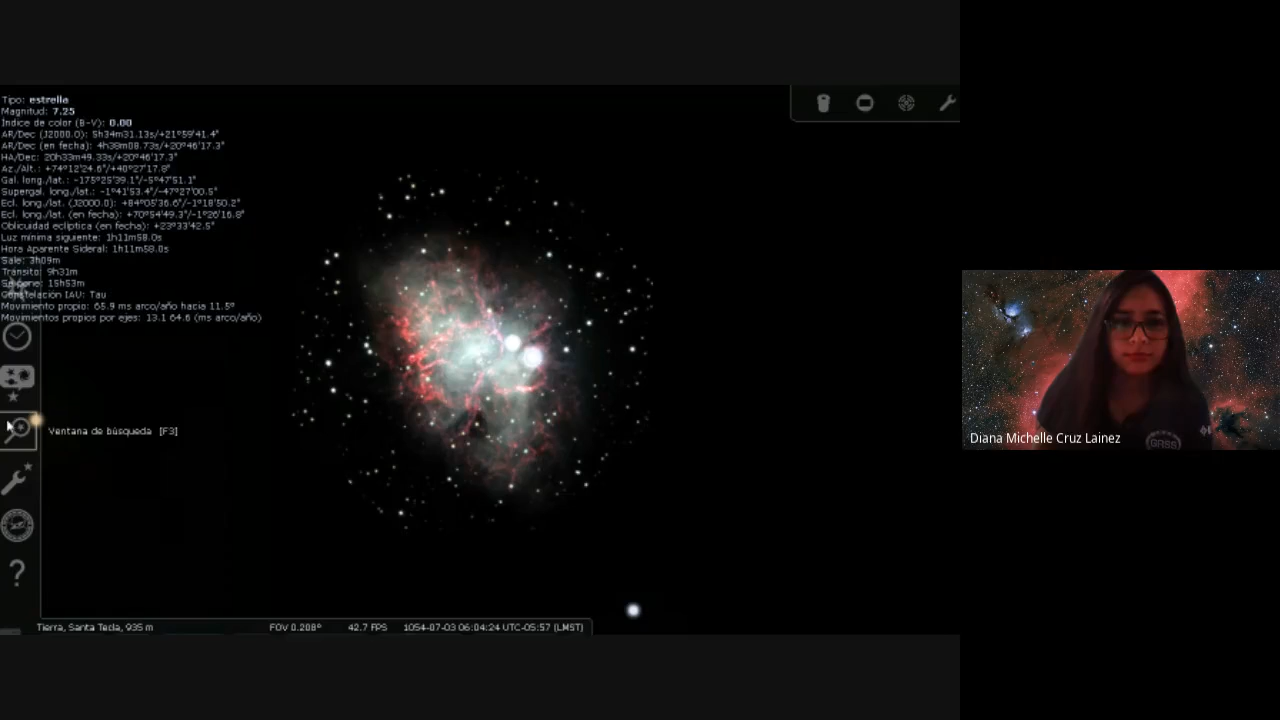 Tipo: estrella
Magnitud: 7.25
Índice de color (B-V): 0.00
AR/Dec (J2000.0): 5h34m31.13s/+21°59'41.4"
AR/Dec (en fecha): 4h38m08.73s/+20°46'17.3"
HA/Dec: 20h33m49.33s/+20°46'17.3"
Az./Alt.: +74°12'24.6"/+40°27'17.8"
Gal. long./lat.: -175°25'39.1"/-5°47'51.1"
Supergal. long./lat.: -1°41'53.4"/-47°27'00.5"
Ecl. long./lat. (J2000.0): +84°05'36.6"/-1°18'50.2"
Ecl. long./lat. (en fecha): +70°54'49.3"/-1°26'16.8"
Oblicuidad eclíptica (en fecha): +23°33'42.5"
Luz mínima siguiente: 1h11m58.0s
Hora Aparente Sideral: 1h11m58.0s
Sale: 3h09m
Tránsito: 9h31m
Se pone: 15h53m
Constelación IAU: Tau
Movimiento propio: 65.9 ms arco/año hacia 11.5°
Movimientos propios por ejes: 13.1 64.6 (ms arco/año)
Ventana de búsqueda [F3]
Tierra, Santa Tecla, 935 m FOV 0.208° 42.7 FPS 1054-07-03 06:04:24 UTC-05:57 (LMST)
GRSS
Diana Michelle Cruz Lainez